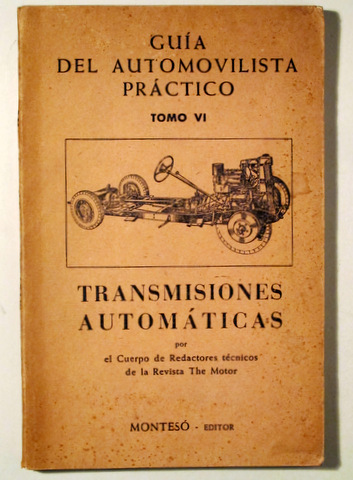 GUÍA
DEL AUTOMOVILISTA
PRÁCTICO
TOMO VI
TRANSMISIONES
AUTOMÁTICAS
por
el Cuerpo de Redactores técnicos
de la Revista The Motor
MONTESÓ - EDITOR